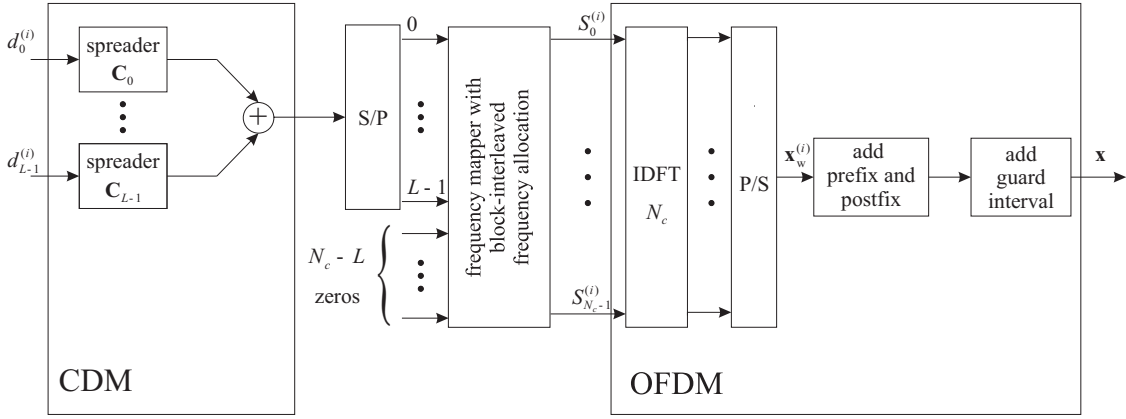 d_0^(i)
spreader
C_0
d_{L-1}^(i)
spreader
C_{L-1}
+
CDM
S/P
0
L - 1
N_c - L
zeros
frequency mapper with
block-interleaved
frequency allocation
S_0^(i)
S_{N_c-1}^(i)
IDFT
N_c
P/S
x_w^(i)
add
prefix and
postfix
add
guard
interval
x
OFDM